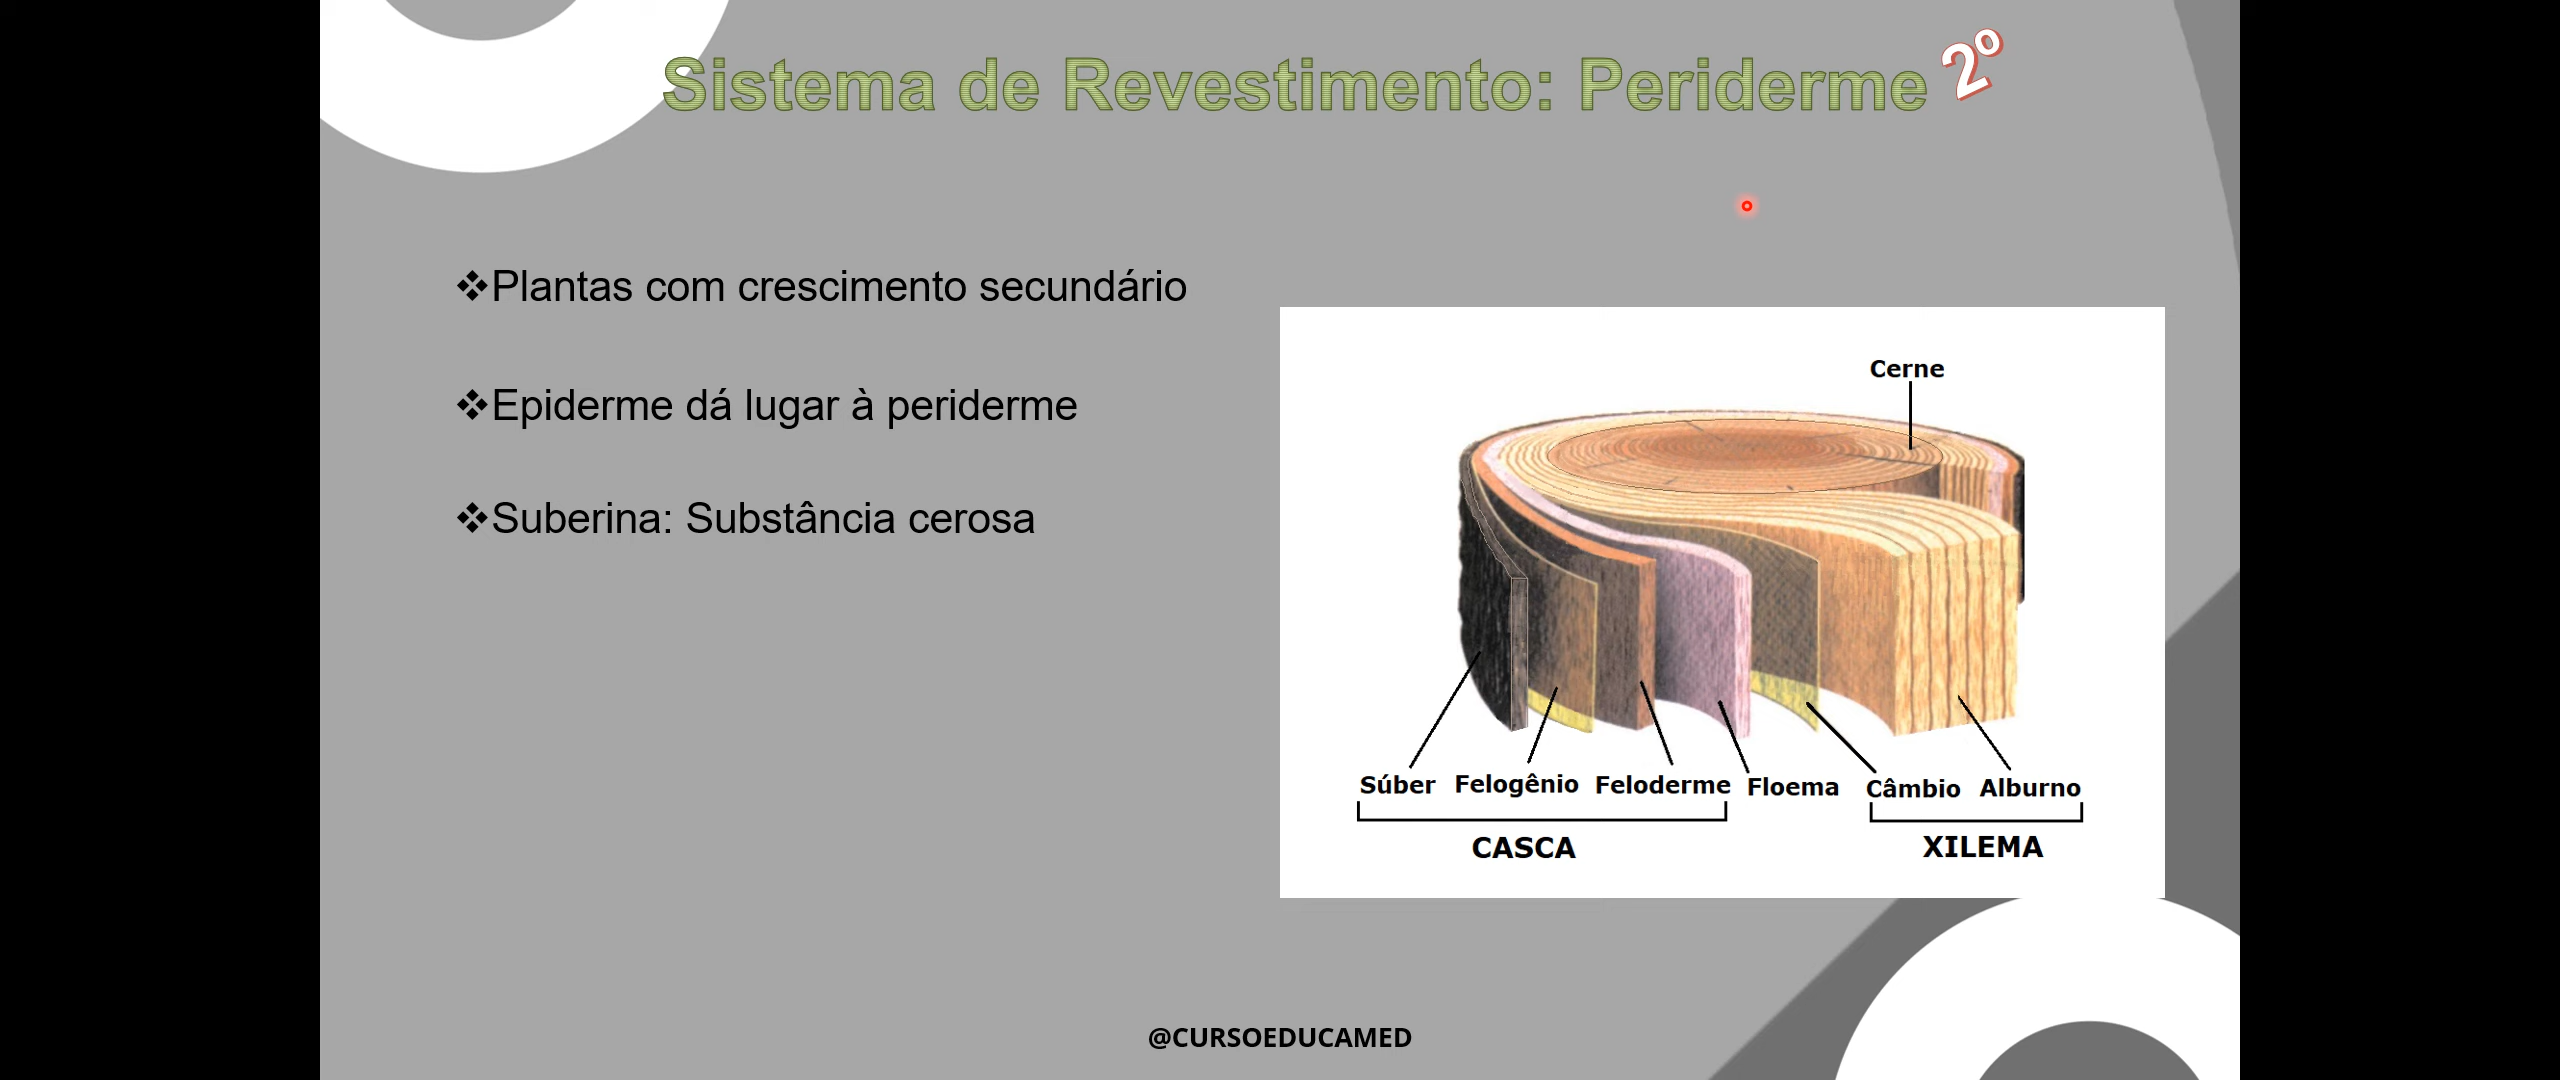 Sistema de Revestimento: Periderme 2º
❖Plantas com crescimento secundário
❖Epiderme dá lugar à periderme
❖Suberina: Substância cerosa
Cerne
Súber Felogênio Feloderme Floema Câmbio Alburno
CASCA XILEMA
@CURSOEDUCAMED